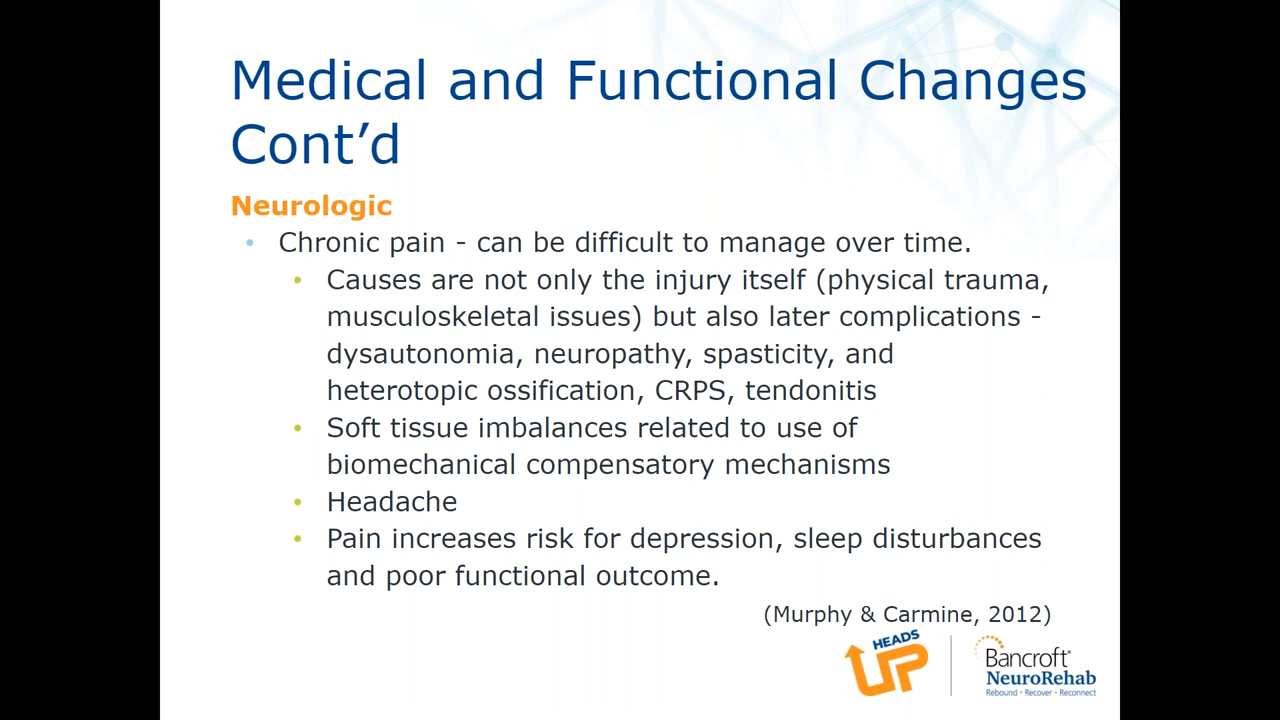 Medical and Functional Changes
Cont’d
Neurologic
• Chronic pain - can be difficult to manage over time.
• Causes are not only the injury itself (physical trauma,
musculoskeletal issues) but also later complications -
dysautonomia, neuropathy, spasticity, and
heterotopic ossification, CRPS, tendonitis
• Soft tissue imbalances related to use of
biomechanical compensatory mechanisms
• Headache
• Pain increases risk for depression, sleep disturbances
and poor functional outcome.
(Murphy & Carmine, 2012)
HEADS
UP
Bancroft®
NeuroRehab
Rebound • Recover • Reconnect